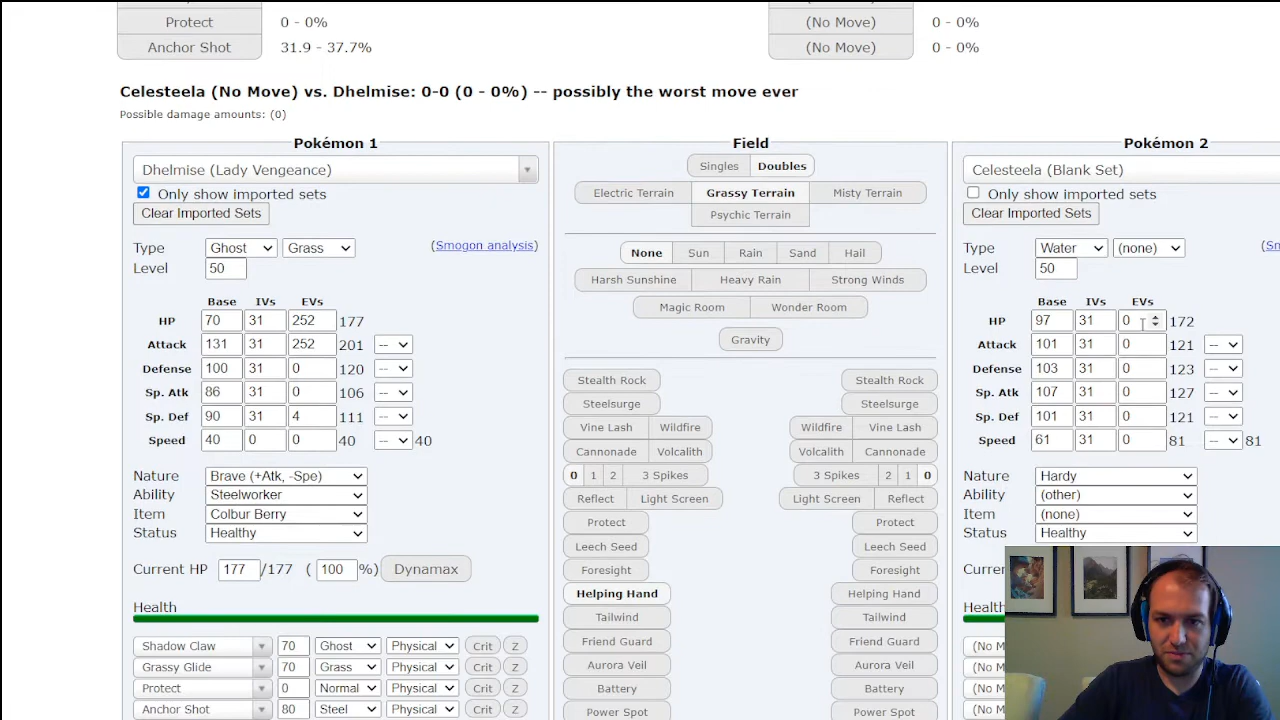 Protect 0 - 0% (No Move) 0 - 0%
Anchor Shot 31.9 - 37.7% (No Move) 0 - 0%
Celesteela (No Move) vs. Dhelmise: 0-0 (0 - 0%) -- possibly the worst move ever
Possible damage amounts: (0)
Pokémon 1
Dhelmise (Lady Vengeance)
Only show imported sets
Clear Imported Sets
Type Ghost Grass (Smogon analysis)
Level 50
Base IVs EVs
HP 70 31 252 177
Attack 131 31 252 201 --
Defense 100 31 0 120 --
Sp. Atk 86 31 0 106 --
Sp. Def 90 31 4 111 --
Speed 40 0 0 40 -- 40
Nature Brave (+Atk, -Spe)
Ability Steelworker
Item Colbur Berry
Status Healthy
Current HP 177 /177 ( 100 %) Dynamax
Health
Shadow Claw 70 Ghost Physical Crit Z
Grassy Glide 70 Grass Physical Crit Z
Protect 0 Normal Physical Crit Z
Anchor Shot 80 Steel Physical Crit Z
Field
Singles Doubles
Electric Terrain Grassy Terrain Misty Terrain
Psychic Terrain
None Sun Rain Sand Hail
Harsh Sunshine Heavy Rain Strong Winds
Magic Room Wonder Room
Gravity
Stealth Rock Stealth Rock
Steelsurge Steelsurge
Vine Lash Wildfire Wildfire Vine Lash
Cannonade Volcalith Volcalith Cannonade
0 1 2 3 Spikes 3 Spikes 2 1 0
Reflect Light Screen Light Screen Reflect
Protect Protect
Leech Seed Leech Seed
Foresight Foresight
Helping Hand Helping Hand
Tailwind Tailwind
Friend Guard Friend Guard
Aurora Veil Aurora Veil
Battery Battery
Power Spot Power Spot
Pokémon 2
Celesteela (Blank Set)
Only show imported sets
Clear Imported Sets
Type Water (none) (Sm
Level 50
Base IVs EVs
HP 97 31 0 172
Attack 101 31 0 121 --
Defense 103 31 0 123 --
Sp. Atk 107 31 0 127 --
Sp. Def 101 31 0 121 --
Speed 61 31 0 81 -- 81
Nature Hardy
Ability (other)
Item (none)
Status Healthy
Curre
Health
(No M
(No M
(No M
(No M